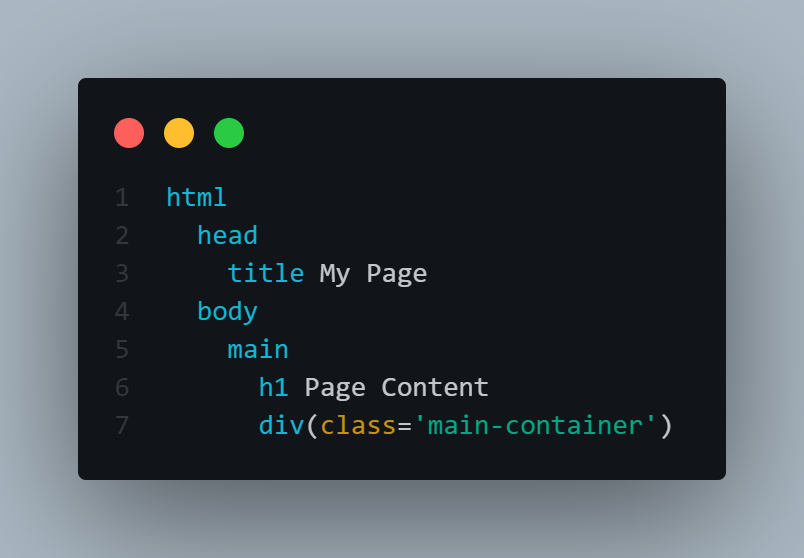 1 html
2   head
3     title My Page
4   body
5     main
6       h1 Page Content
7       div(class='main-container')